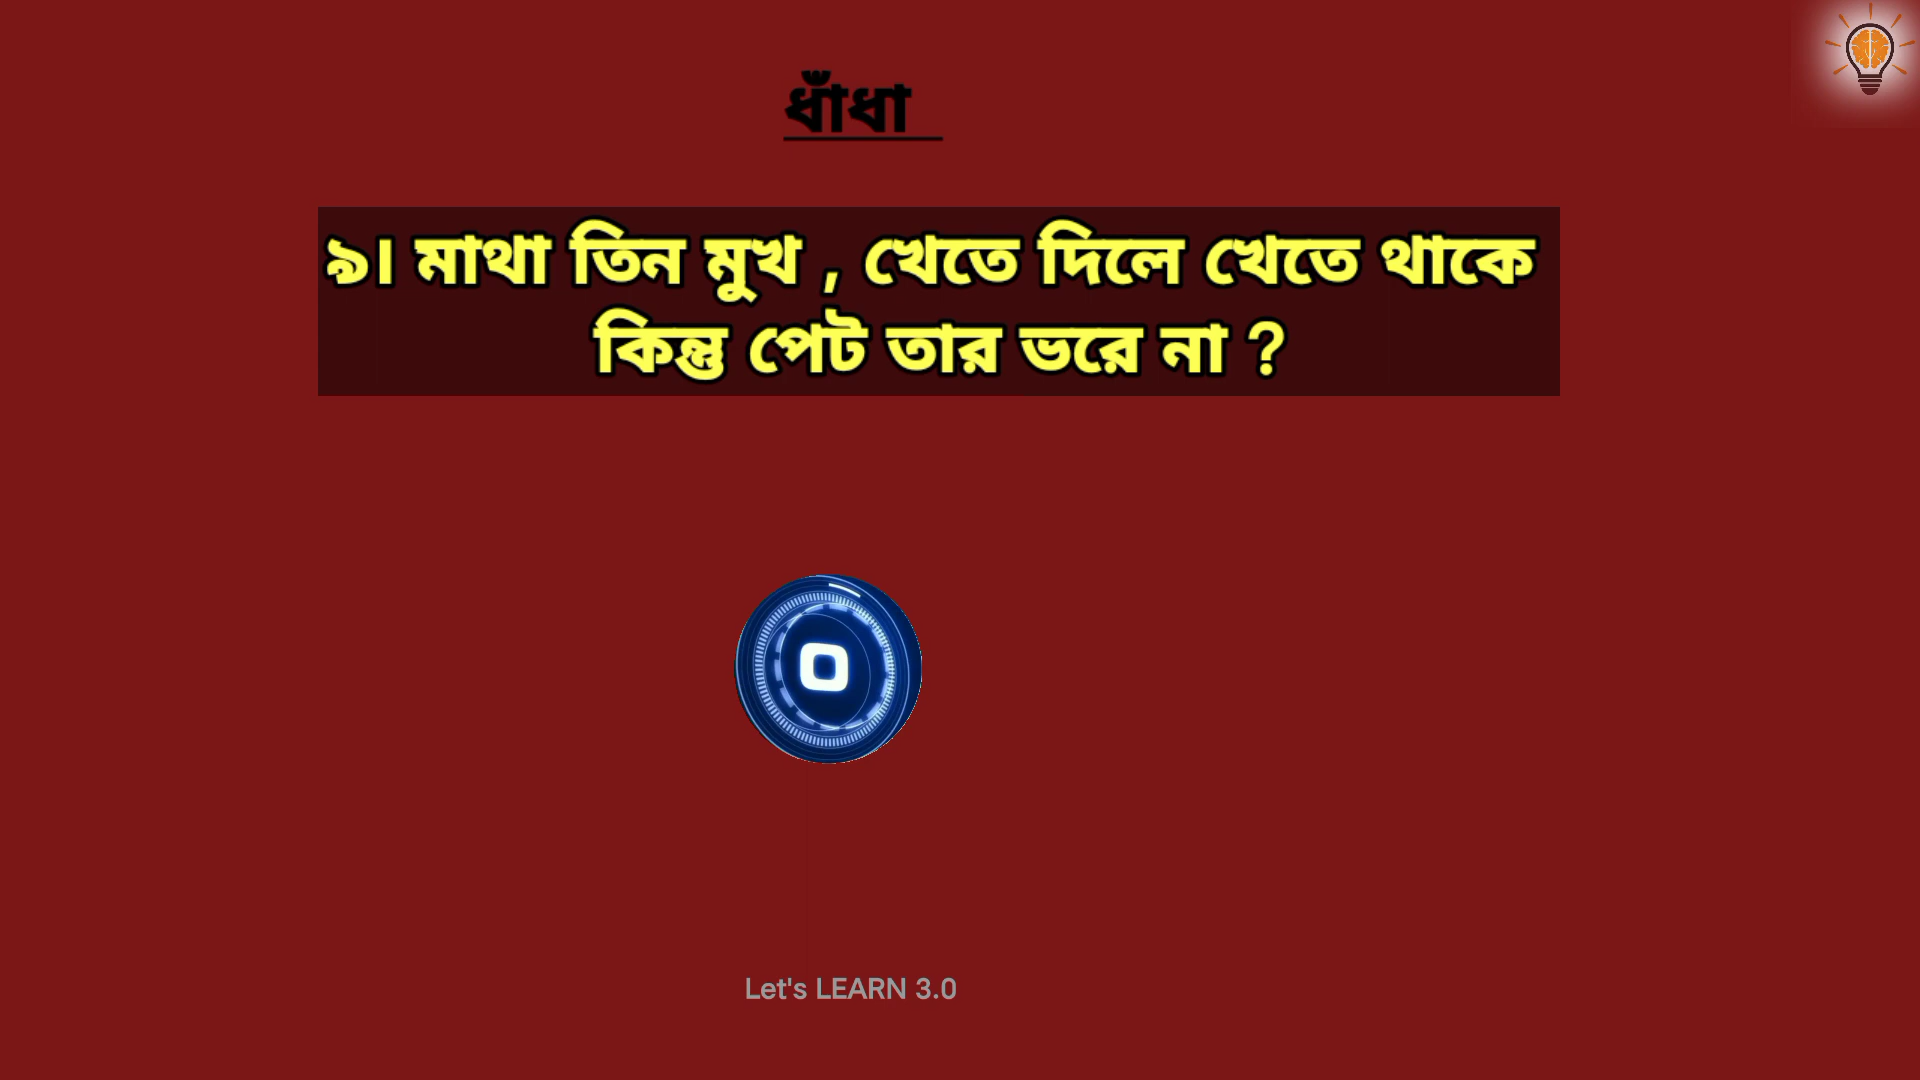 ধাঁধা
৯। মাথা তিন মুখ , খেতে দিলে খেতে থাকে
কিন্তু পেট তার ভরে না ?
0
Let's LEARN 3.0